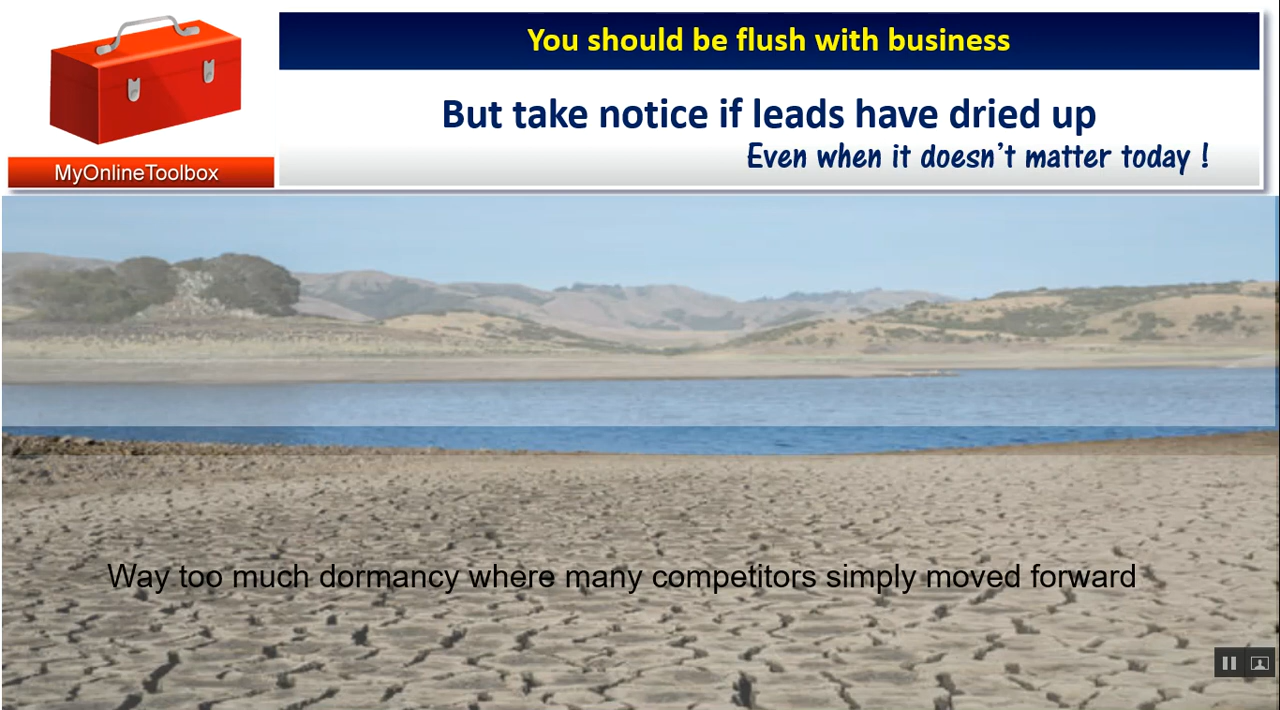 You should be flush with business
But take notice if leads have dried up
Even when it doesn't matter today !
MyOnlineToolbox
Way too much dormancy where many competitors simply moved forward